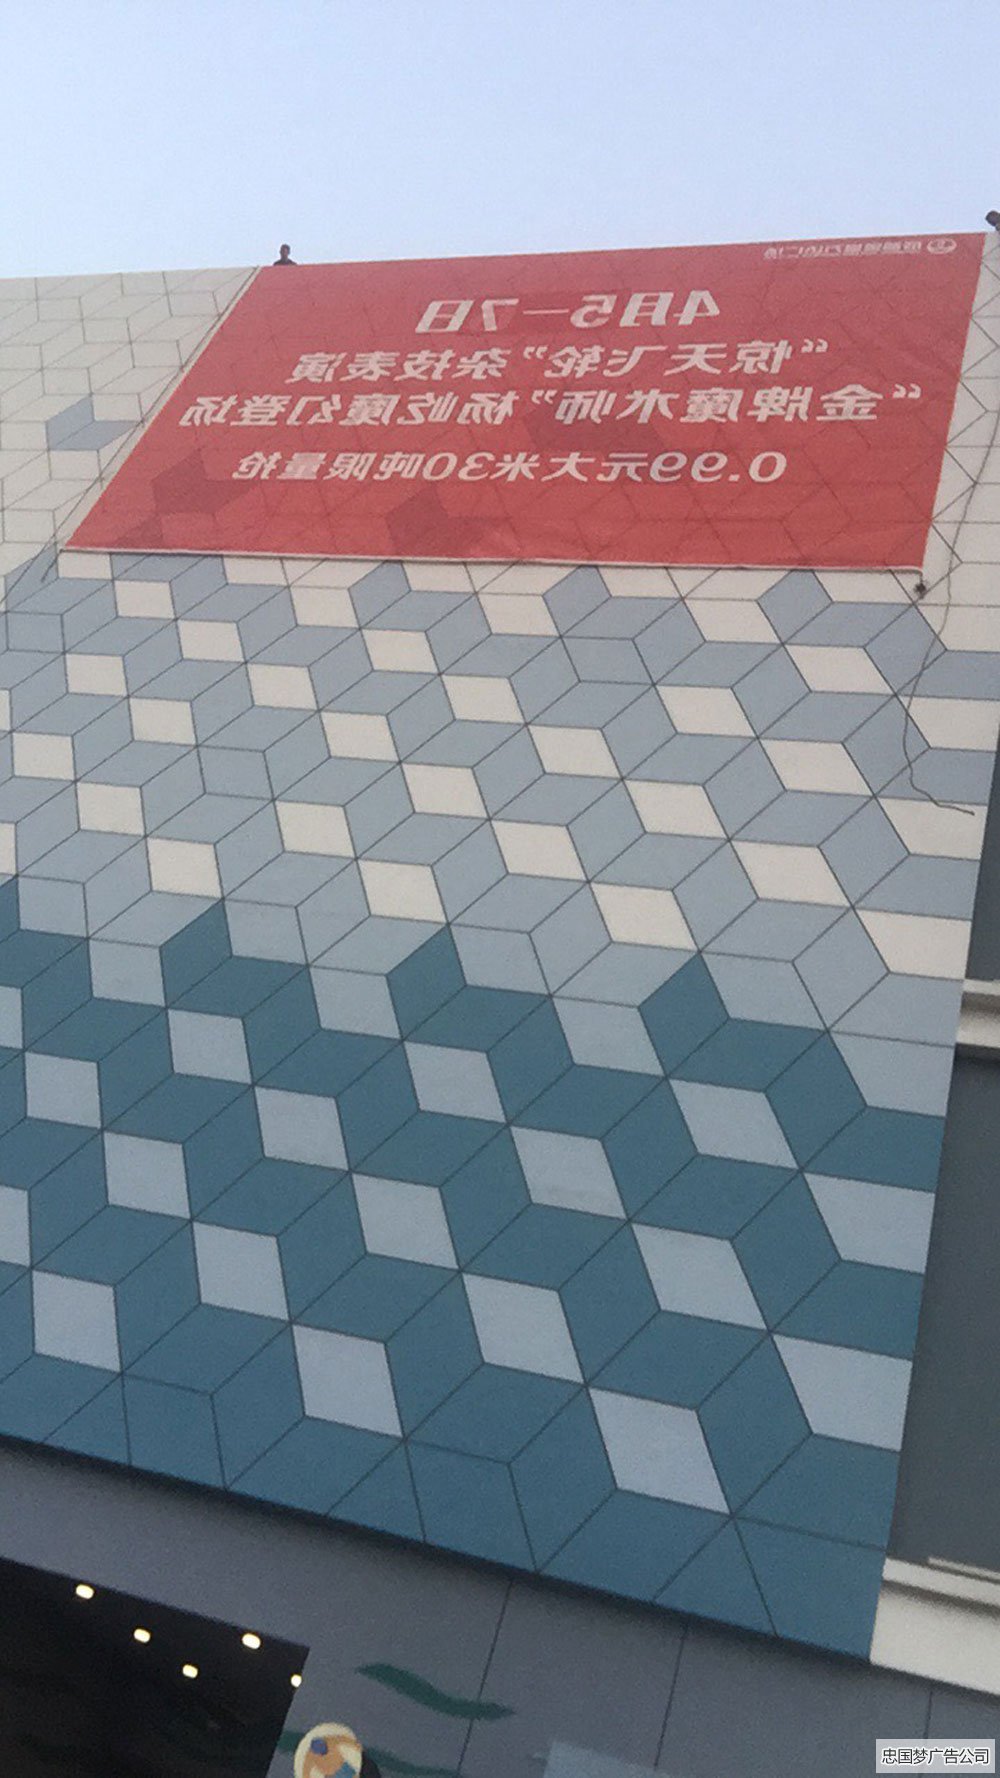 4月5-7日
“惊天飞轮”杂技表演
“金牌魔术师”杨屹魔幻登场
0.99元大米30吨限量抢
忠国梦广告公司